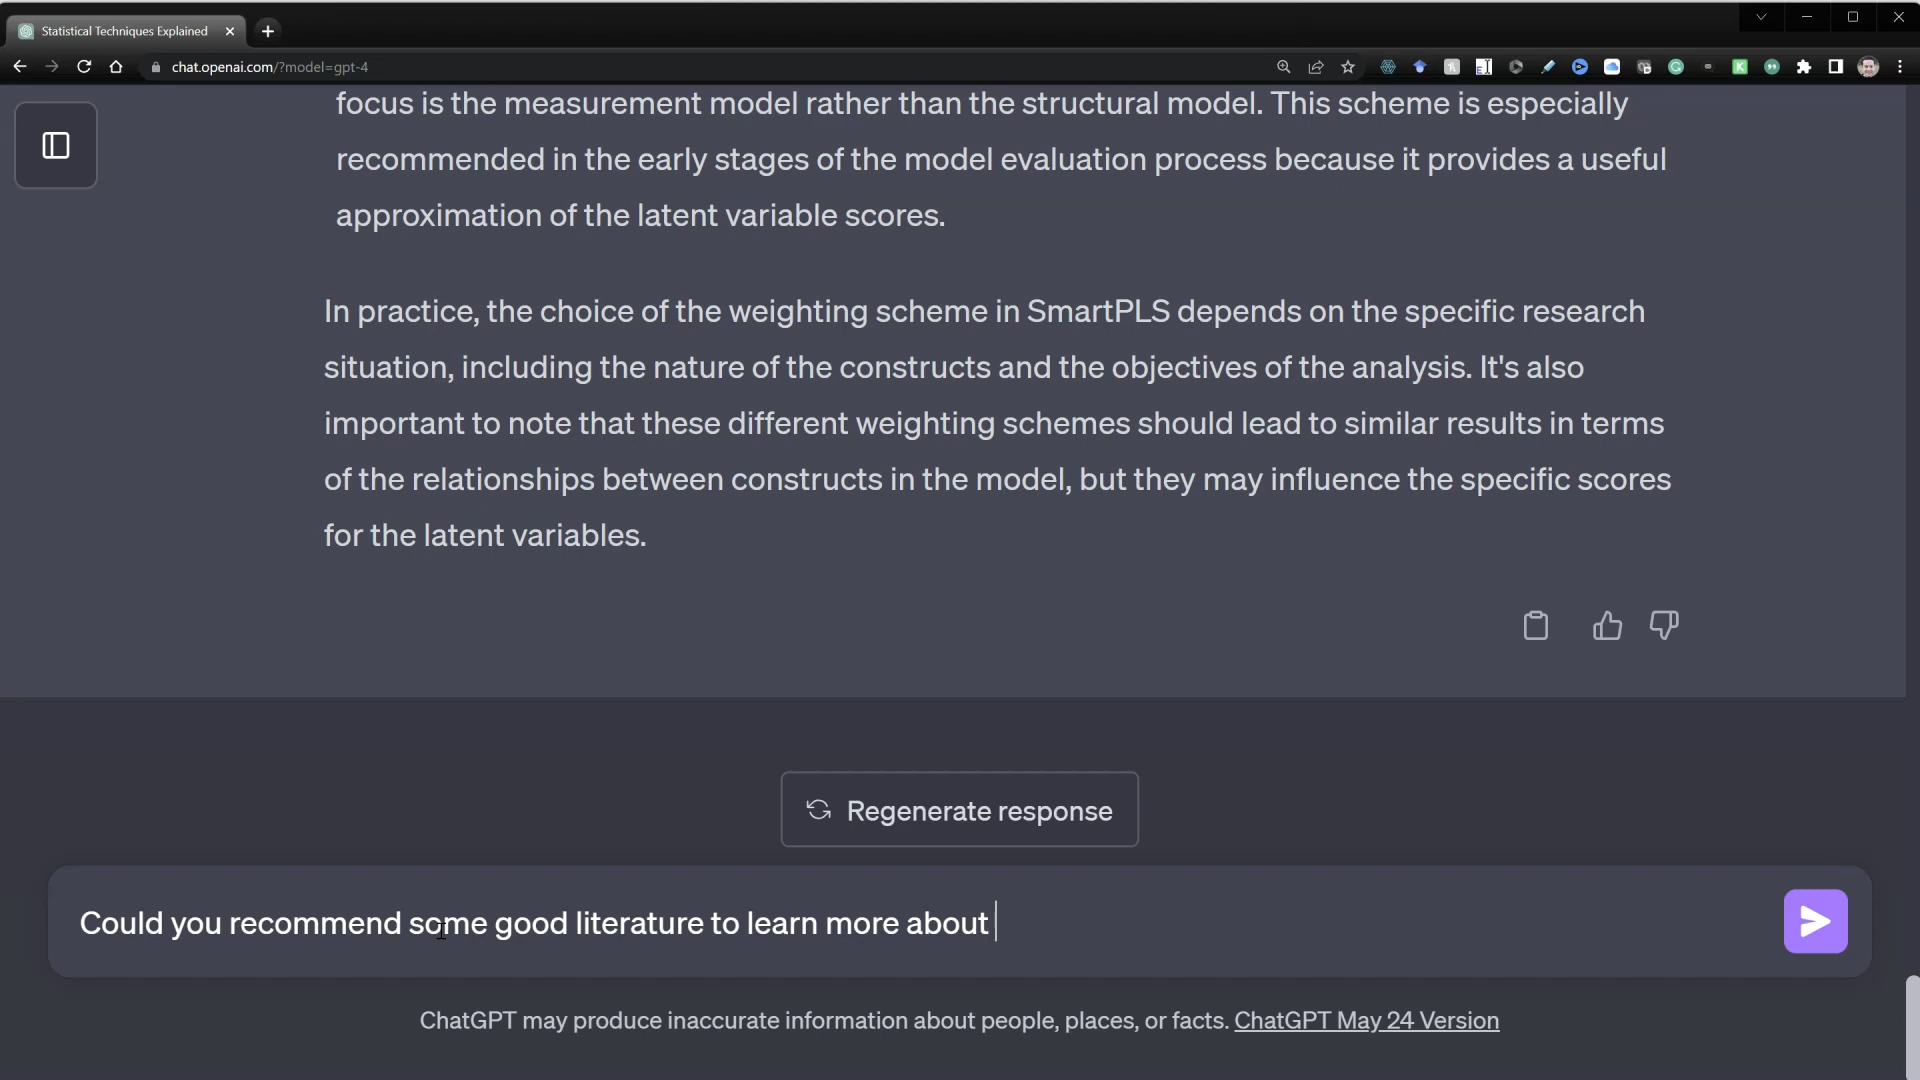 Statistical Techniques Explained
chat.openai.com/?model=gpt-4
focus is the measurement model rather than the structural model. This scheme is especially
recommended in the early stages of the model evaluation process because it provides a useful
approximation of the latent variable scores.
In practice, the choice of the weighting scheme in SmartPLS depends on the specific research
situation, including the nature of the constructs and the objectives of the analysis. It's also
important to note that these different weighting schemes should lead to similar results in terms
of the relationships between constructs in the model, but they may influence the specific scores
for the latent variables.
Regenerate response
Could you recommend some good literature to learn more about
ChatGPT may produce inaccurate information about people, places, or facts. ChatGPT May 24 Version